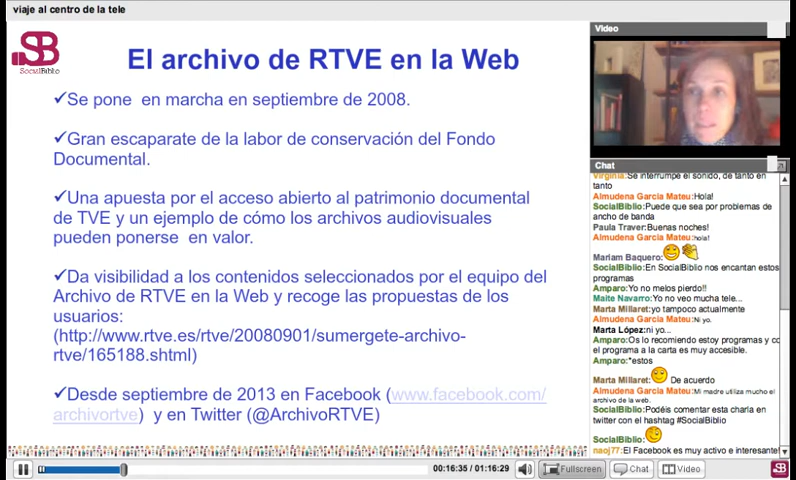 viaje al centro de la tele
SB
SOCIALBIBLIO
El archivo de RTVE en la Web
✓Se pone en marcha en septiembre de 2008.
✓Gran escaparate de la labor de conservación del Fondo
Documental.
✓Una apuesta por el acceso abierto al patrimonio documental
de TVE y un ejemplo de cómo los archivos audiovisuales
pueden ponerse en valor.
✓Da visibilidad a los contenidos seleccionados por el equipo del
Archivo de RTVE en la Web y recoge las propuestas de los
usuarios:
(http://www.rtve.es/rtve/20080901/sumergete-archivo-
rtve/165188.shtml)
✓Desde septiembre de 2013 en Facebook (www.facebook.com/
archivortve) y en Twitter (@ArchivoRTVE)
Video
Chat
Virginia:Se interrumpe el sonido, de tanto en
tanto
Almudena García Mateu:Hola!
SocialBiblio:Puede que sea por problemas de
ancho de banda
Paula Traver:Buenas noches!
Almudena García Mateu:hola!
Mariam Baquero:
SocialBiblio:En SocialBiblio nos encantan estos
programas
Amparo:Yo no melos pierdo!!
Maite Navarro:Yo no veo mucha tele...
Marta Millaret:yo tampoco actualmente
Almudena García Mateu:Ni yo.
Marta López:ni yo...
Amparo:Os lo recomiendo estoy programas y co
el programa a la carta es muy accesible.
Amparo:*estos
Marta Millaret: De acuerdo
Almudena García Mateu:Mi madre utiliza mucho el
archivo de la web.
SocialBiblio:Podéis comentar esta charla en
twitter con el hashtag #SocialBiblio
SocialBiblio:
naoj77:El Facebook es muy activo e interesante
00:16:35 / 01:16:29
Fullscreen
Chat
Video
SB